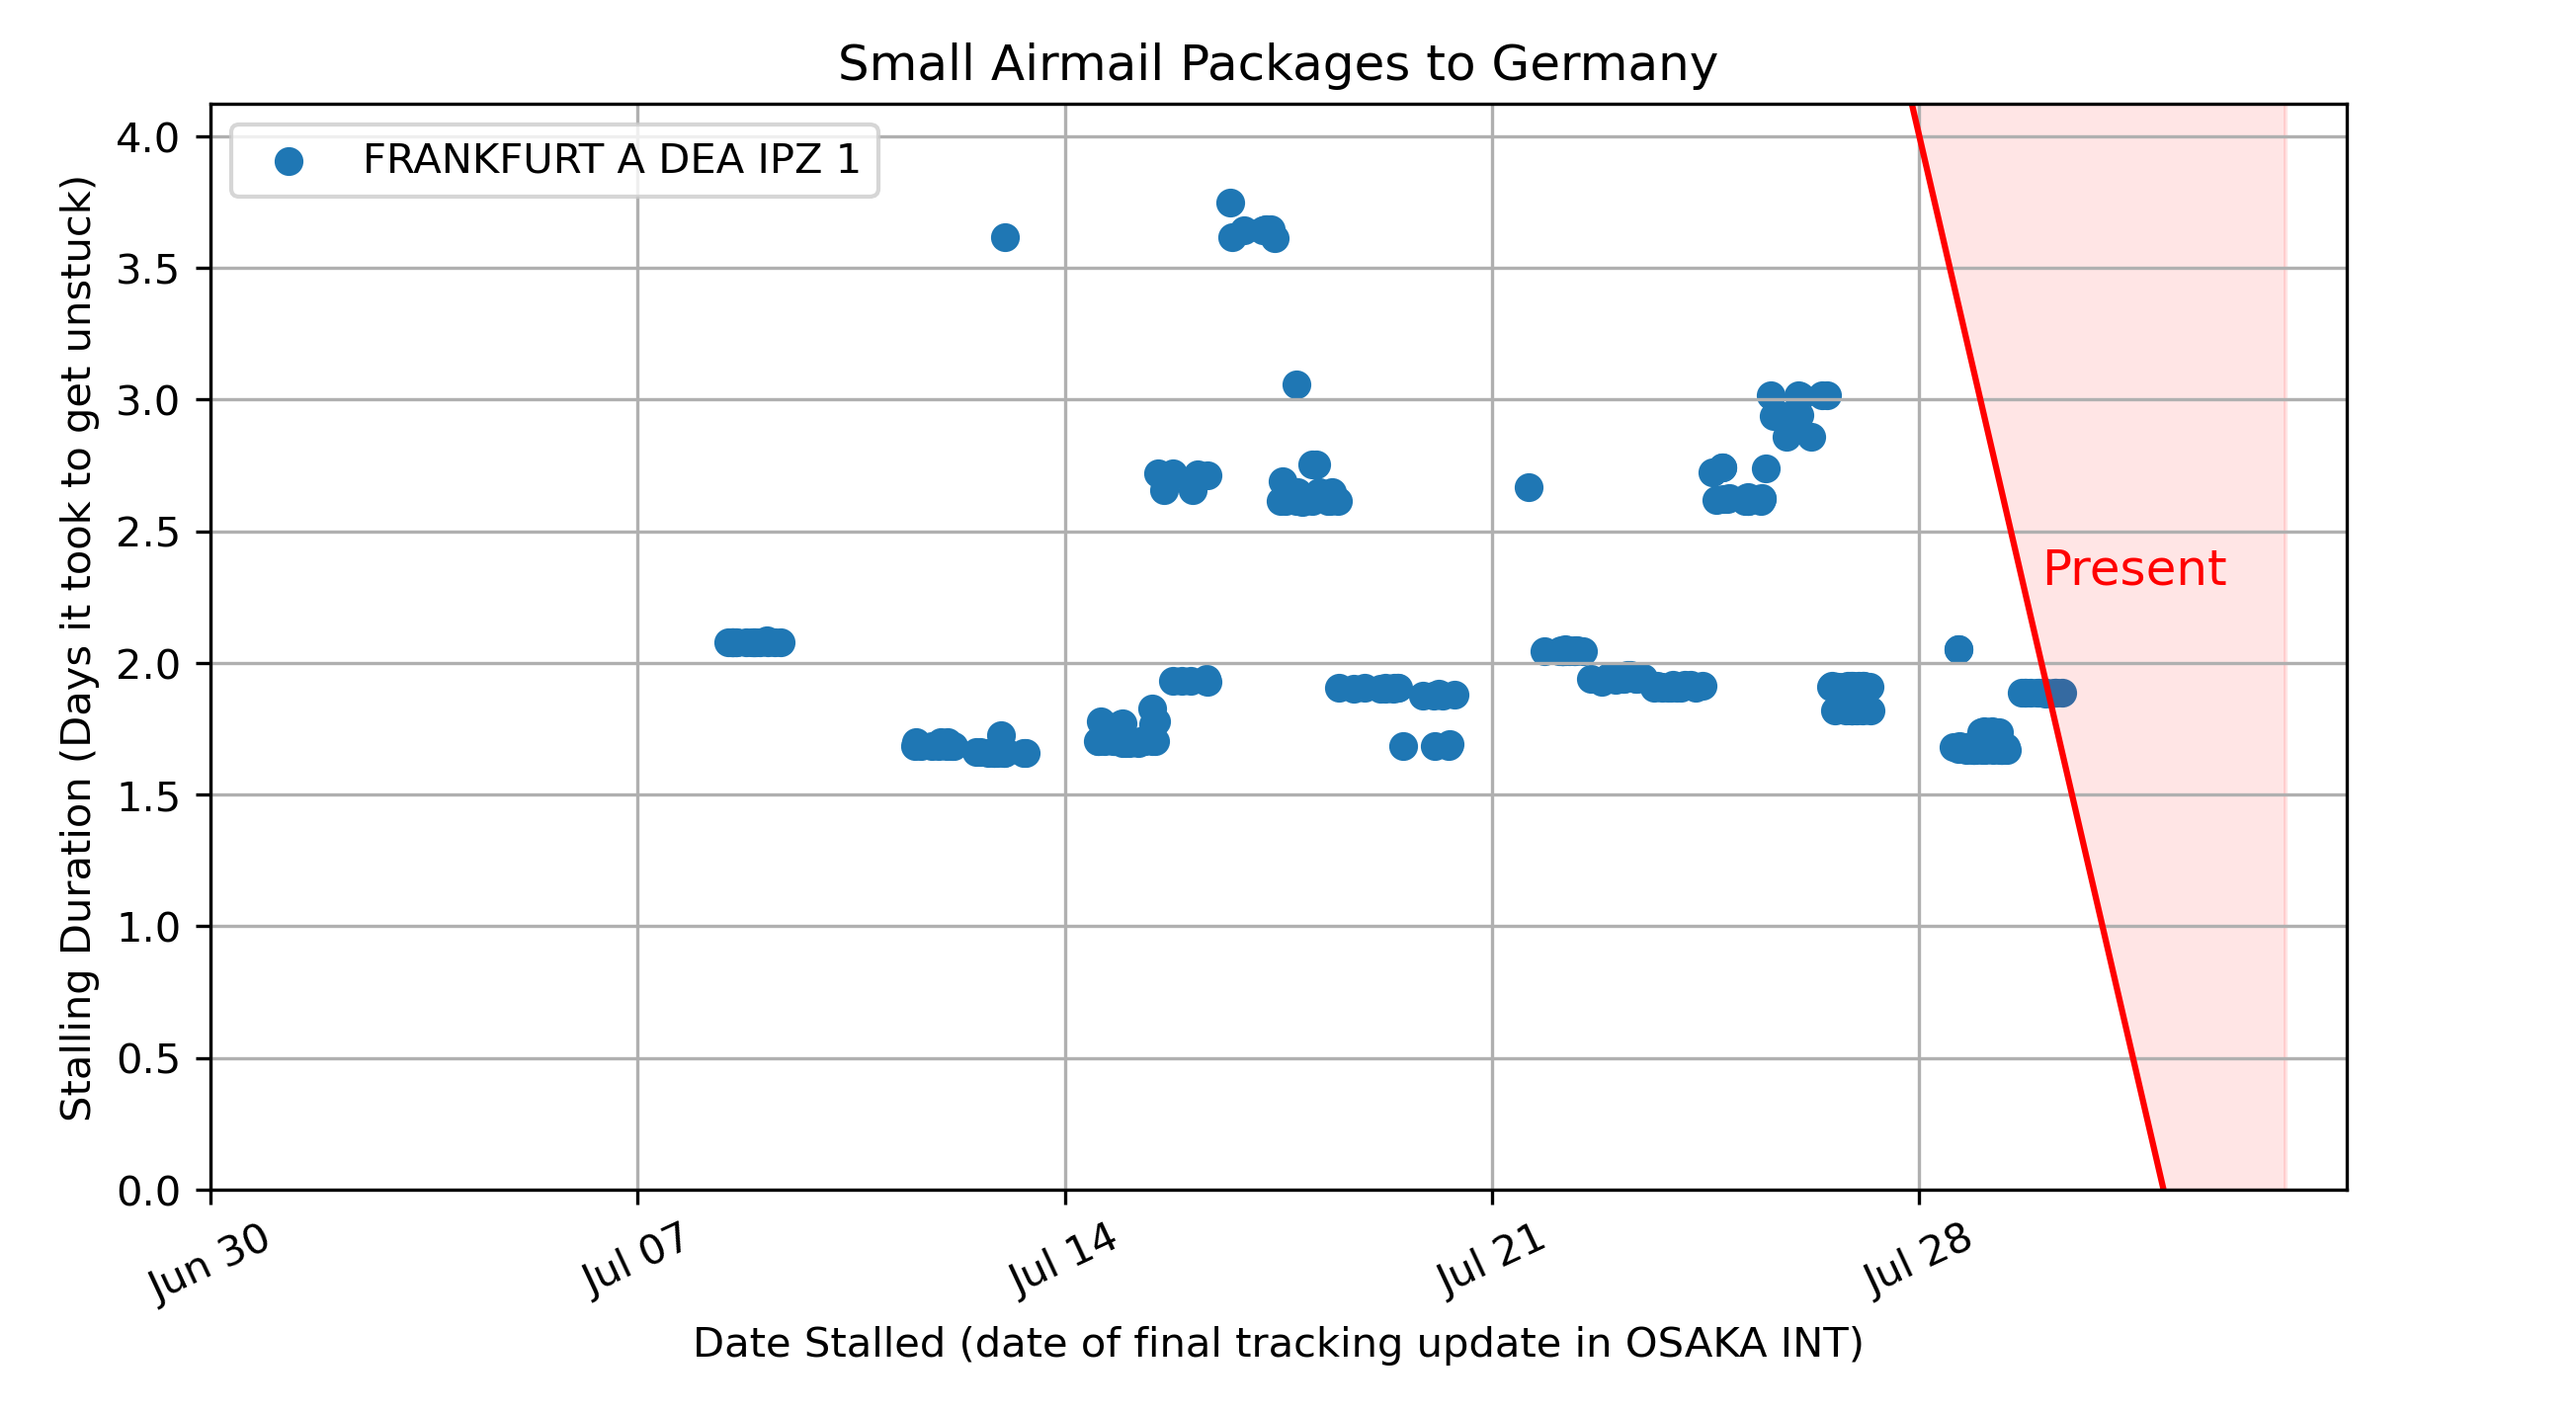 Small Airmail Packages to Germany
FRANKFURT A DEA IPZ 1
Stalling Duration (Days it took to get unstuck)
4.0
3.5
3.0
2.5
2.0
1.5
1.0
0.5
0.0
Present
Jun 30
Jul 07
Jul 14
Jul 21
Jul 28
Date Stalled (date of final tracking update in OSAKA INT)